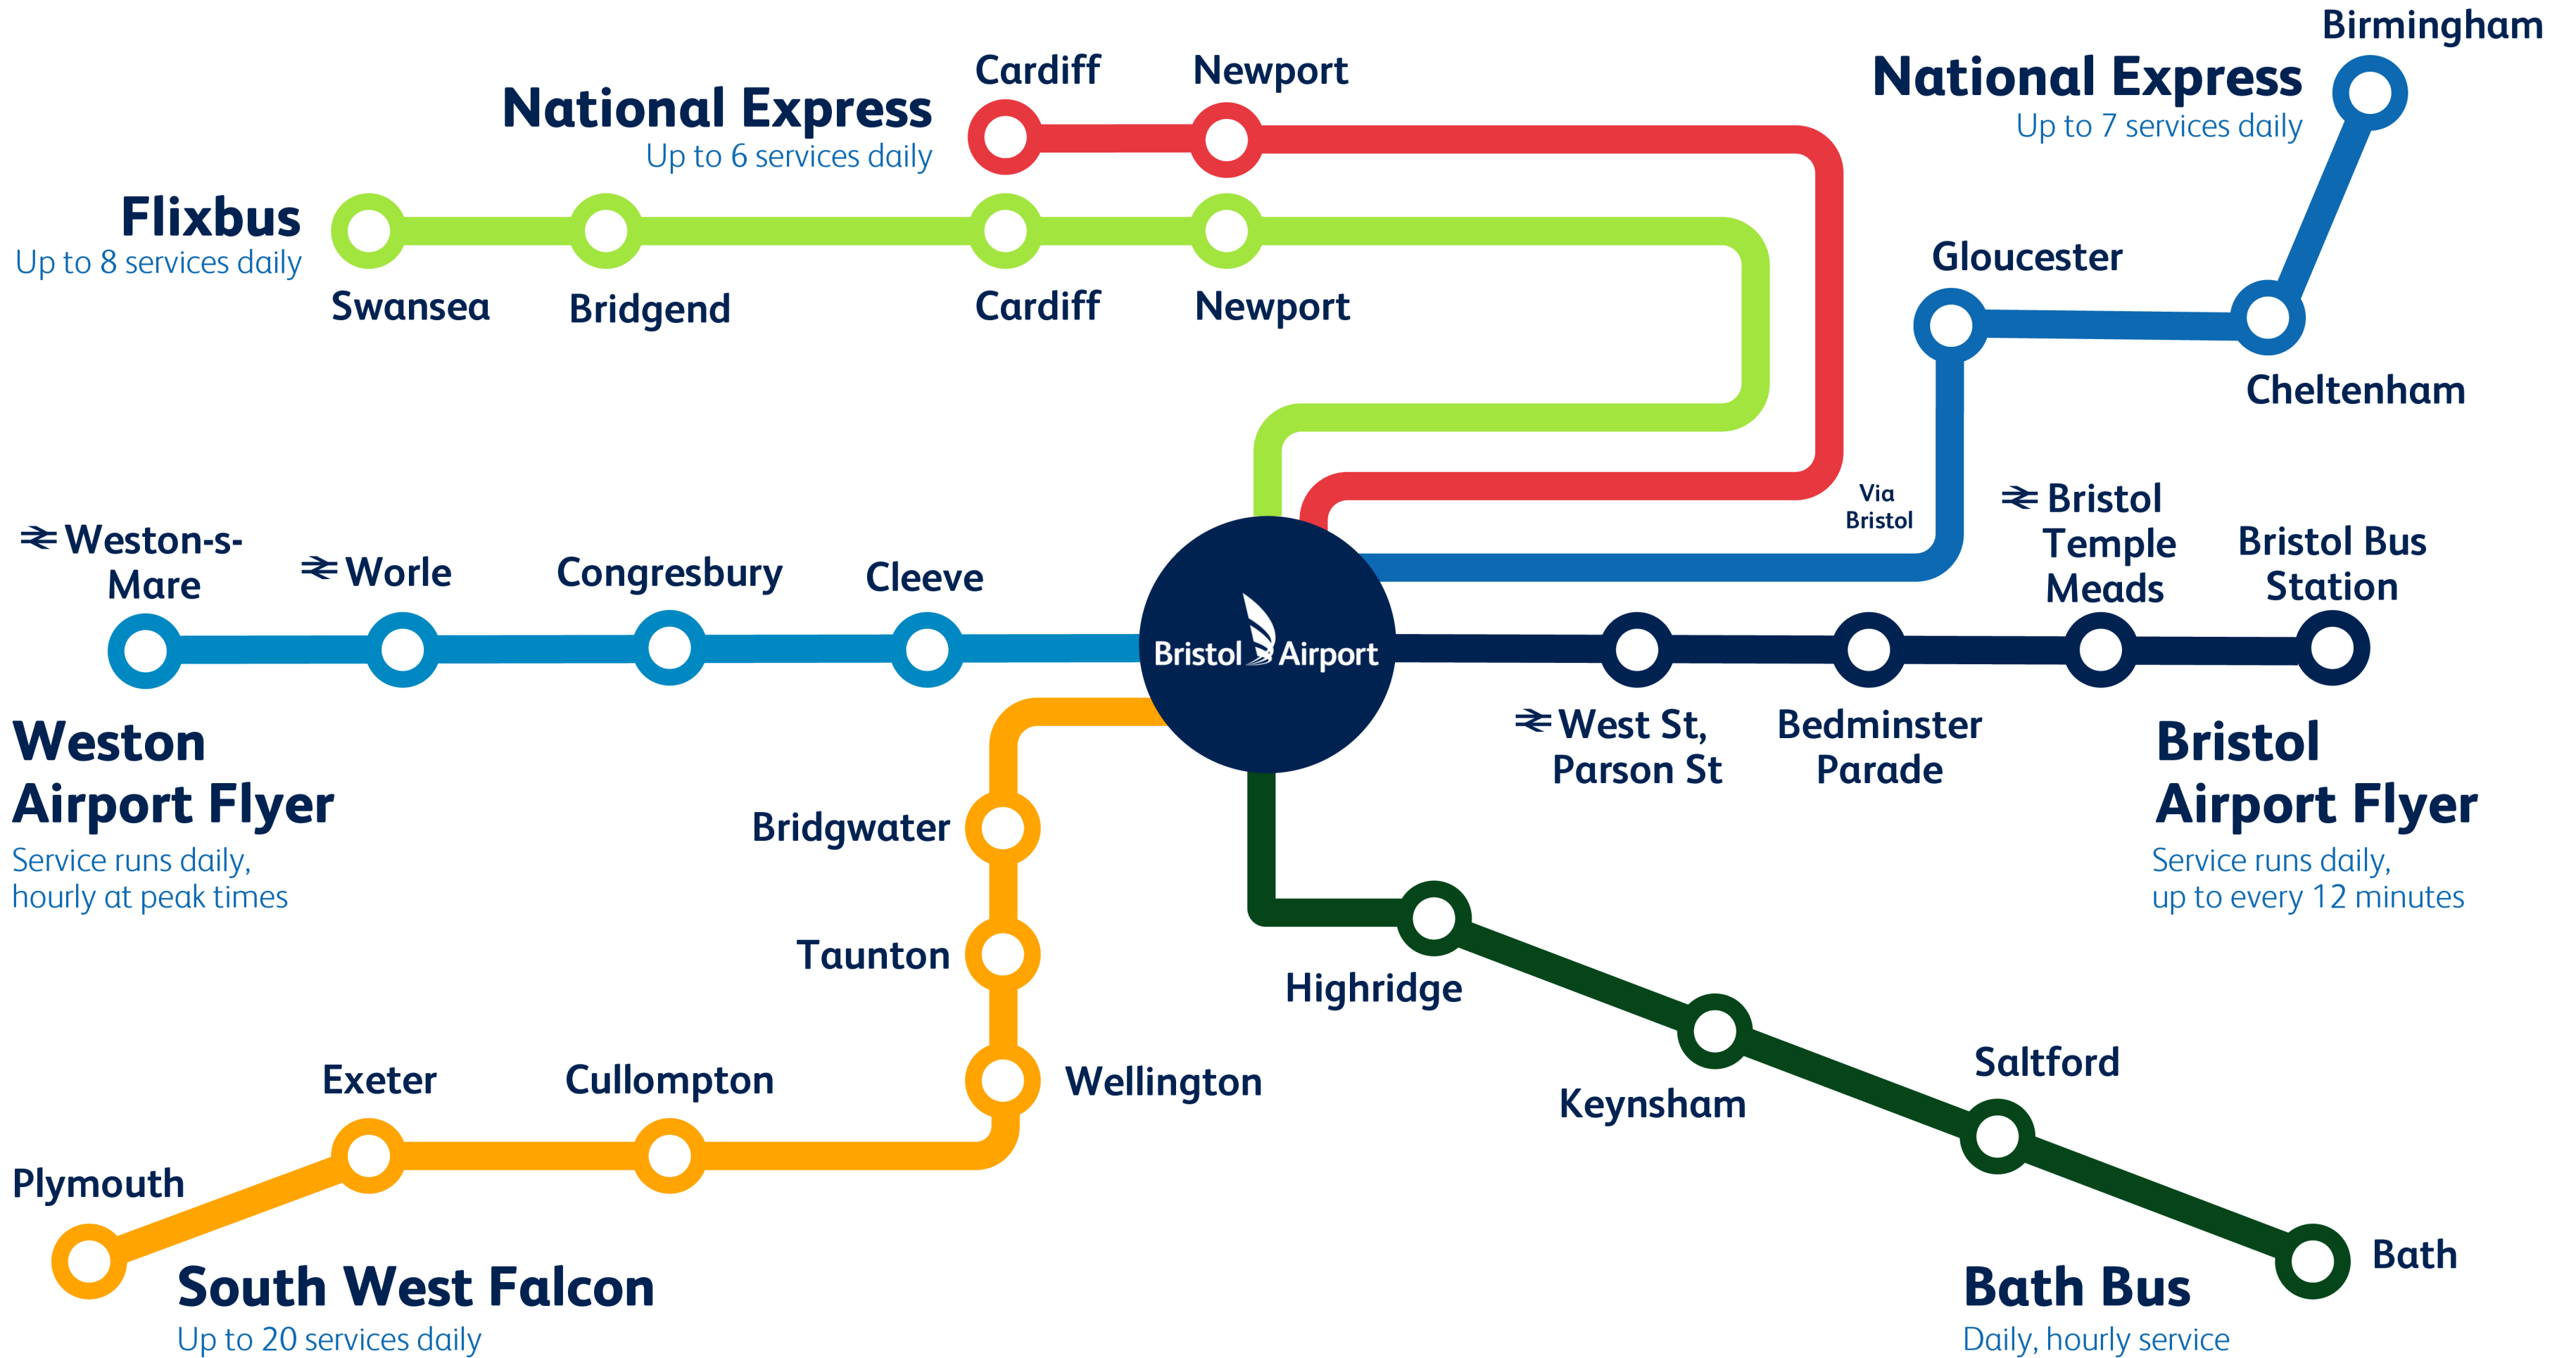 Birmingham
National Express
Up to 7 services daily
Cardiff
Newport
National Express
Up to 6 services daily
Flixbus
Up to 8 services daily
Swansea
Bridgend
Cardiff
Newport
Gloucester
Cheltenham
Via
Bristol
Weston-s-
Mare
Worle
Congresbury
Cleeve
Bristol Airport
Bristol
Temple
Meads
Bristol Bus
Station
West St,
Parson St
Bedminster
Parade
Weston
Airport Flyer
Service runs daily,
hourly at peak times
Bristol
Airport Flyer
Service runs daily,
up to every 12 minutes
Bridgwater
Taunton
Wellington
Exeter
Cullompton
Plymouth
South West Falcon
Up to 20 services daily
Highridge
Keynsham
Saltford
Bath
Bath Bus
Daily, hourly service